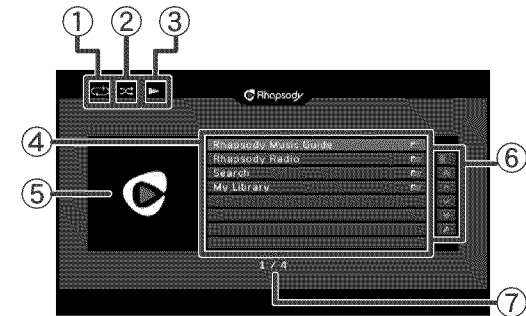 ① ② ③
Rhapsody
④
Rhapsody Music Guide
Rhapsody Radio
Search
My Library
⑤
⑥
1 / 4
⑦